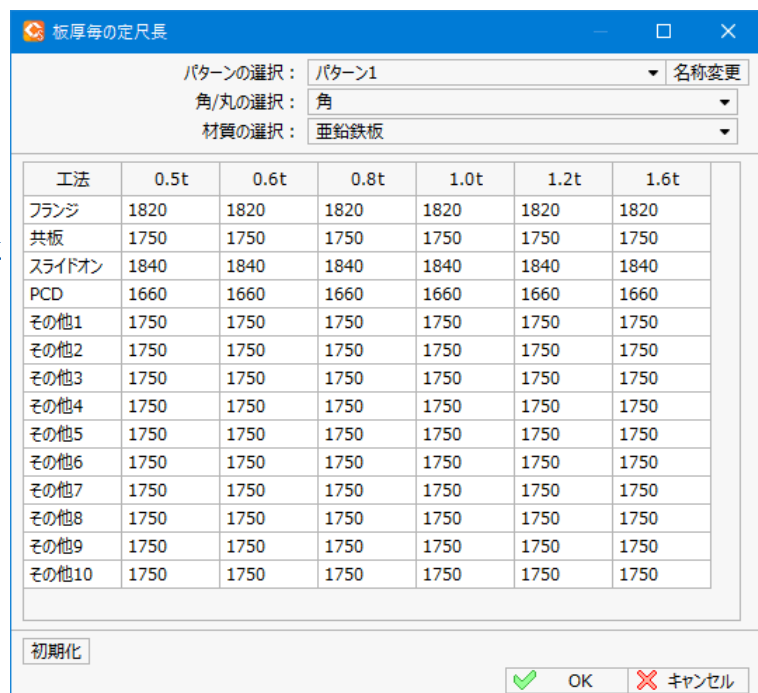 板厚毎の定尺長
パターンの選択： パターン1 名称変更
角/丸の選択： 角
材質の選択： 亜鉛鉄板
工法 0.5t 0.6t 0.8t 1.0t 1.2t 1.6t
フランジ 1820 1820 1820 1820 1820 1820
共板 1750 1750 1750 1750 1750 1750
スライドオン 1840 1840 1840 1840 1840 1840
PCD 1660 1660 1660 1660 1660 1660
その他1 1750 1750 1750 1750 1750 1750
その他2 1750 1750 1750 1750 1750 1750
その他3 1750 1750 1750 1750 1750 1750
その他4 1750 1750 1750 1750 1750 1750
その他5 1750 1750 1750 1750 1750 1750
その他6 1750 1750 1750 1750 1750 1750
その他7 1750 1750 1750 1750 1750 1750
その他8 1750 1750 1750 1750 1750 1750
その他9 1750 1750 1750 1750 1750 1750
その他10 1750 1750 1750 1750 1750 1750
初期化
OK キャンセル